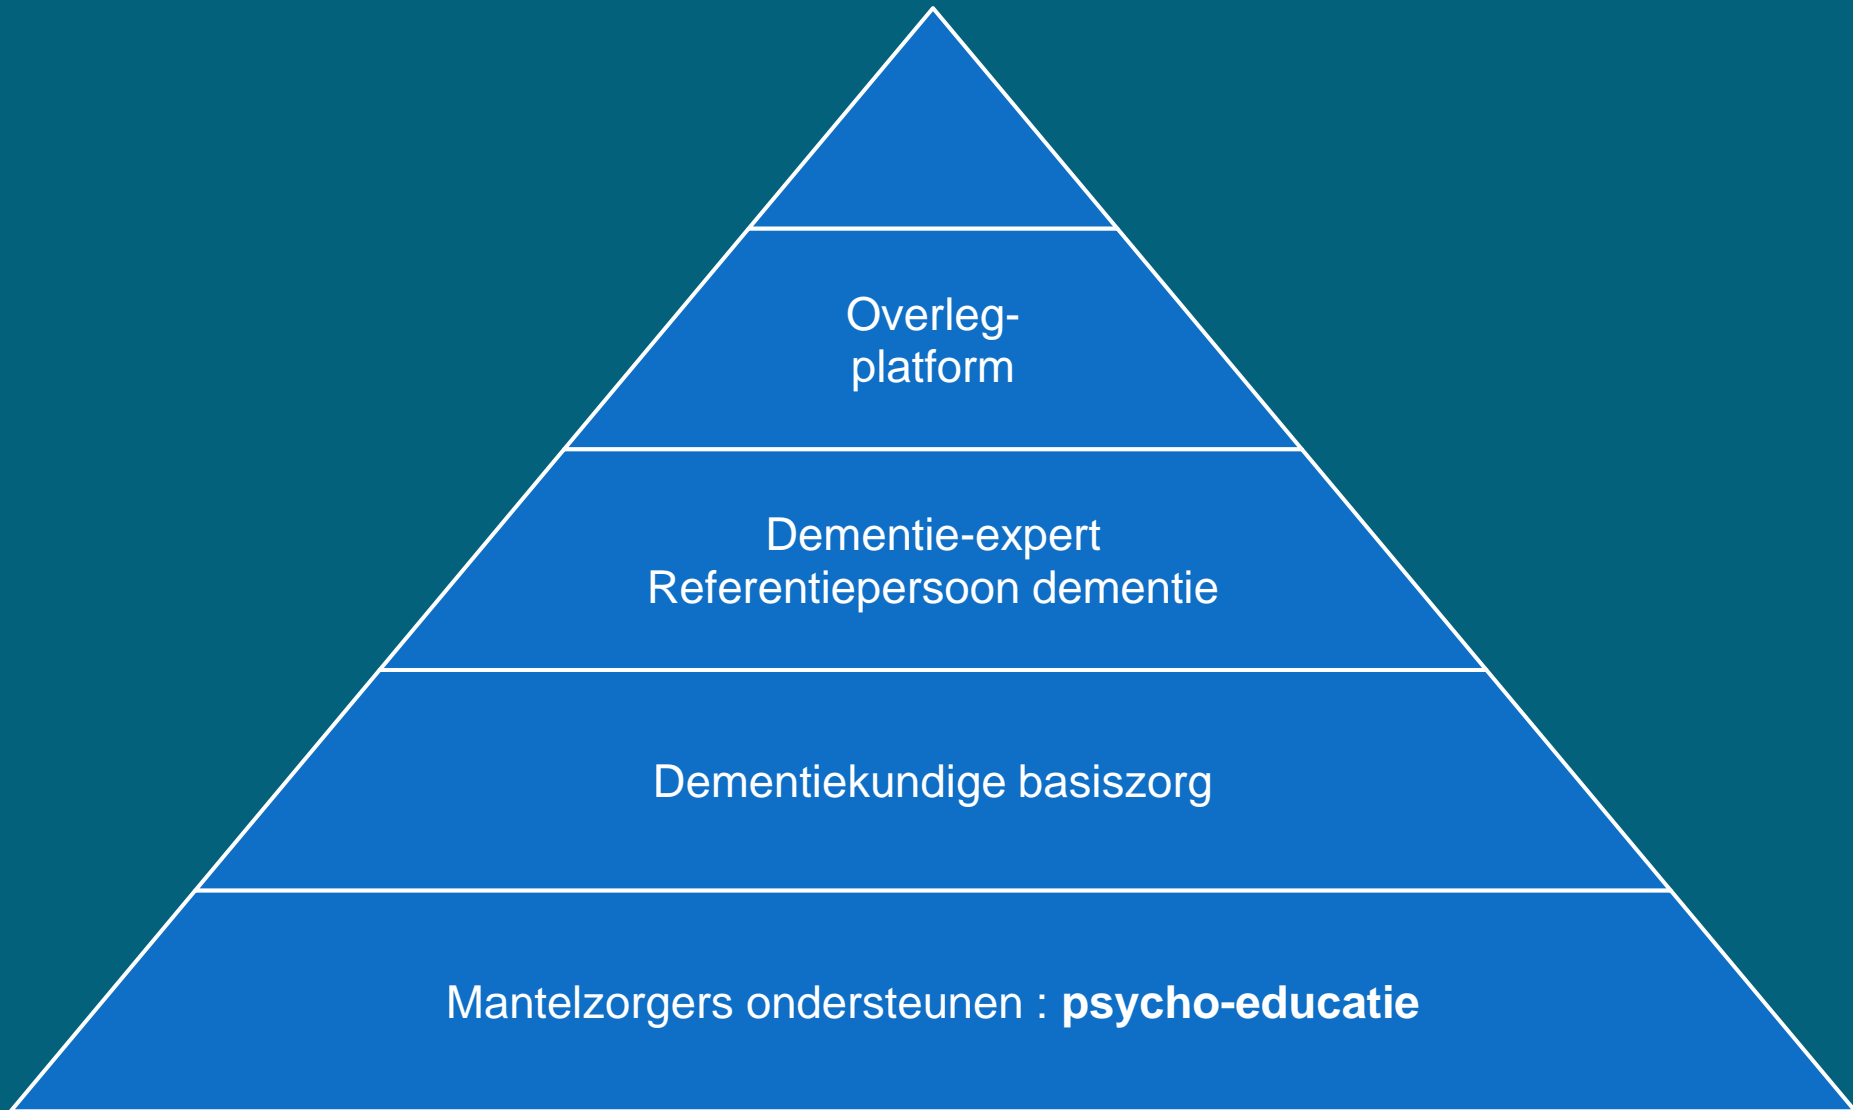 Overleg-
platform
Dementie-expert
Referentiepersoon dementie
Dementiekundige basiszorg
Mantelzorgers ondersteunen : psycho-educatie